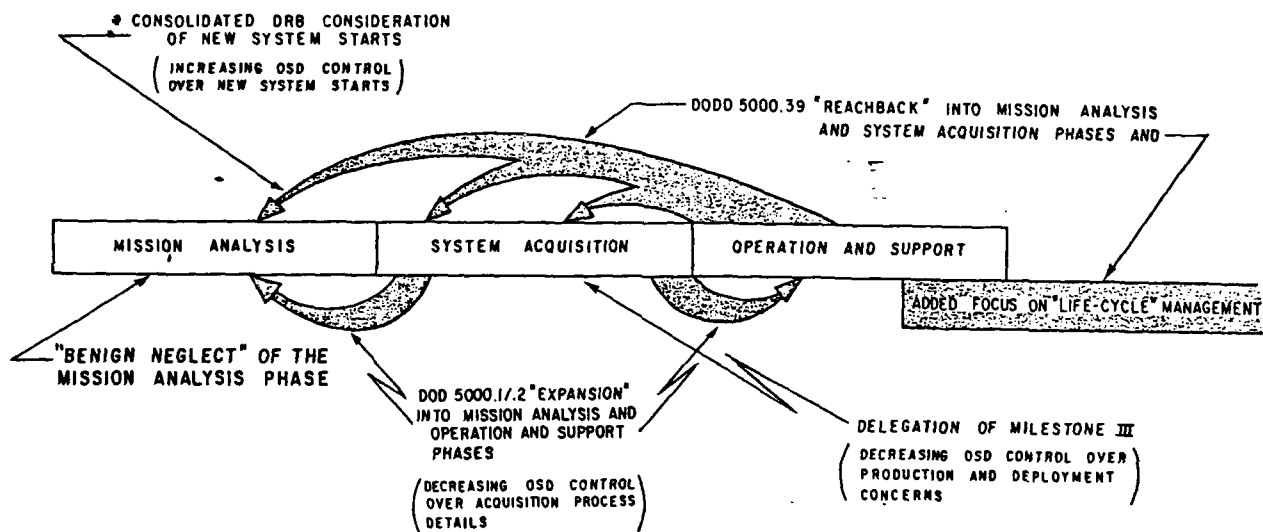 • CONSOLIDATED DRB CONSIDERATION
OF NEW SYSTEM STARTS
(INCREASING OSD CONTROL
OVER NEW SYSTEM STARTS)
DODD 5000.39 "REACHBACK" INTO MISSION ANALYSIS
AND SYSTEM ACQUISITION PHASES AND
MISSION ANALYSIS
SYSTEM ACQUISITION
OPERATION AND SUPPORT
ADDED FOCUS ON "LIFE-CYCLE" MANAGEMENT
"BENIGN NEGLECT" OF THE
MISSION ANALYSIS PHASE
DOD 5000.1/.2 "EXPANSION"
INTO MISSION ANALYSIS AND
OPERATION AND SUPPORT
PHASES
(DECREASING OSD CONTROL
OVER ACQUISITION PROCESS
DETAILS)
DELEGATION OF MILESTONE III
(DECREASING OSD CONTROL OVER
PRODUCTION AND DEPLOYMENT
CONCERNS)